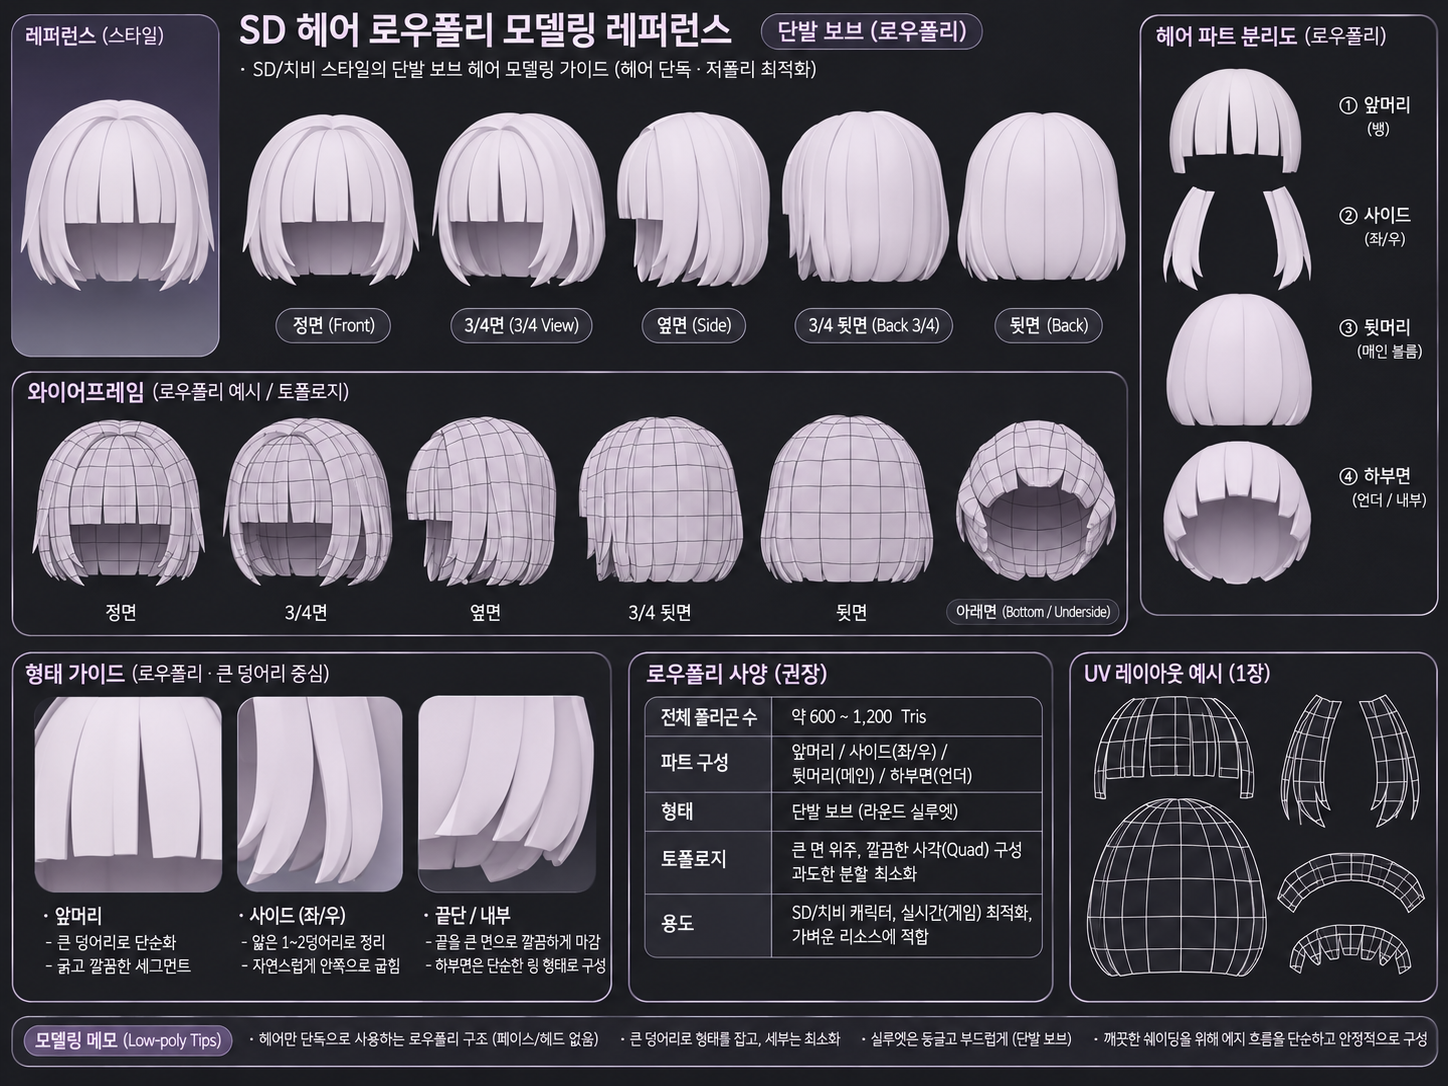 레퍼런스 (스타일)
SD 헤어 로우폴리 모델링 레퍼런스
단발 보브 (로우폴리)
· SD/치비 스타일의 단발 보브 헤어 모델링 가이드 (헤어 단독 · 저폴리 최적화)
정면 (Front)
3/4면 (3/4 View)
옆면 (Side)
3/4 뒷면 (Back 3/4)
뒷면 (Back)
헤어 파트 분리도 (로우폴리)
① 앞머리
(뱅)
② 사이드
(좌/우)
③ 뒷머리
(매인 볼륨)
④ 하부면
(언더 / 내부)
와이어프레임 (로우폴리 예시 / 토폴로지)
정면
3/4면
옆면
3/4 뒷면
뒷면
아래면 (Bottom / Underside)
형태 가이드 (로우폴리 · 큰 덩어리 중심)
· 앞머리
- 큰 덩어리로 단순화
- 굵고 깔끔한 세그먼트
· 사이드 (좌/우)
- 얇은 1~2덩어리로 정리
- 자연스럽게 안쪽으로 굽힘
· 끝단 / 내부
- 끝을 큰 면으로 깔끔하게 마감
- 하부면은 단순한 링 형태로 구성
로우폴리 사양 (권장)
전체 폴리곤 수
약 600 ~ 1,200 Tris
파트 구성
앞머리 / 사이드(좌/우) /
뒷머리(메인) / 하부면(언더)
형태
단발 보브 (라운드 실루엣)
토폴로지
큰 면 위주, 깔끔한 사각(Quad) 구성
과도한 분할 최소화
용도
SD/치비 캐릭터, 실시간(게임) 최적화,
가벼운 리소스에 적합
UV 레이아웃 예시 (1장)
모델링 메모 (Low-poly Tips)
· 헤어만 단독으로 사용하는 로우폴리 구조 (페이스/헤드 없음)
· 큰 덩어리로 형태를 잡고, 세부는 최소화
· 실루엣은 둥글고 부드럽게 (단발 보브)
· 깨끗한 쉐이딩을 위해 에지 흐름을 단순하고 안정적으로 구성